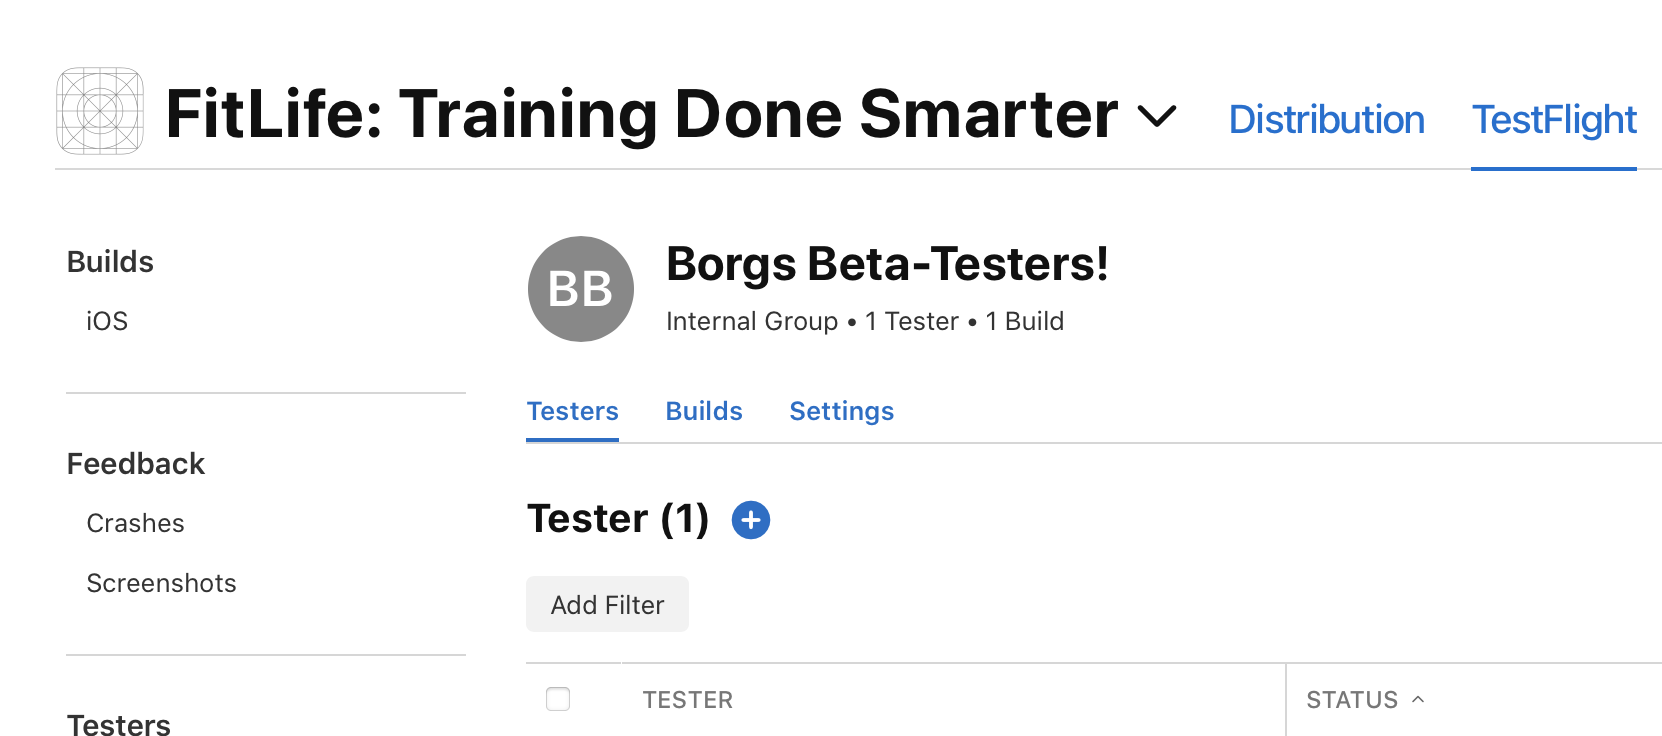 FitLife: Training Done Smarter
Distribution
TestFlight
Builds
iOS
Feedback
Crashes
Screenshots
Testers
BB
Borgs Beta-Testers!
Internal Group • 1 Tester • 1 Build
Testers
Builds
Settings
Tester (1)
Add Filter
TESTER
STATUS